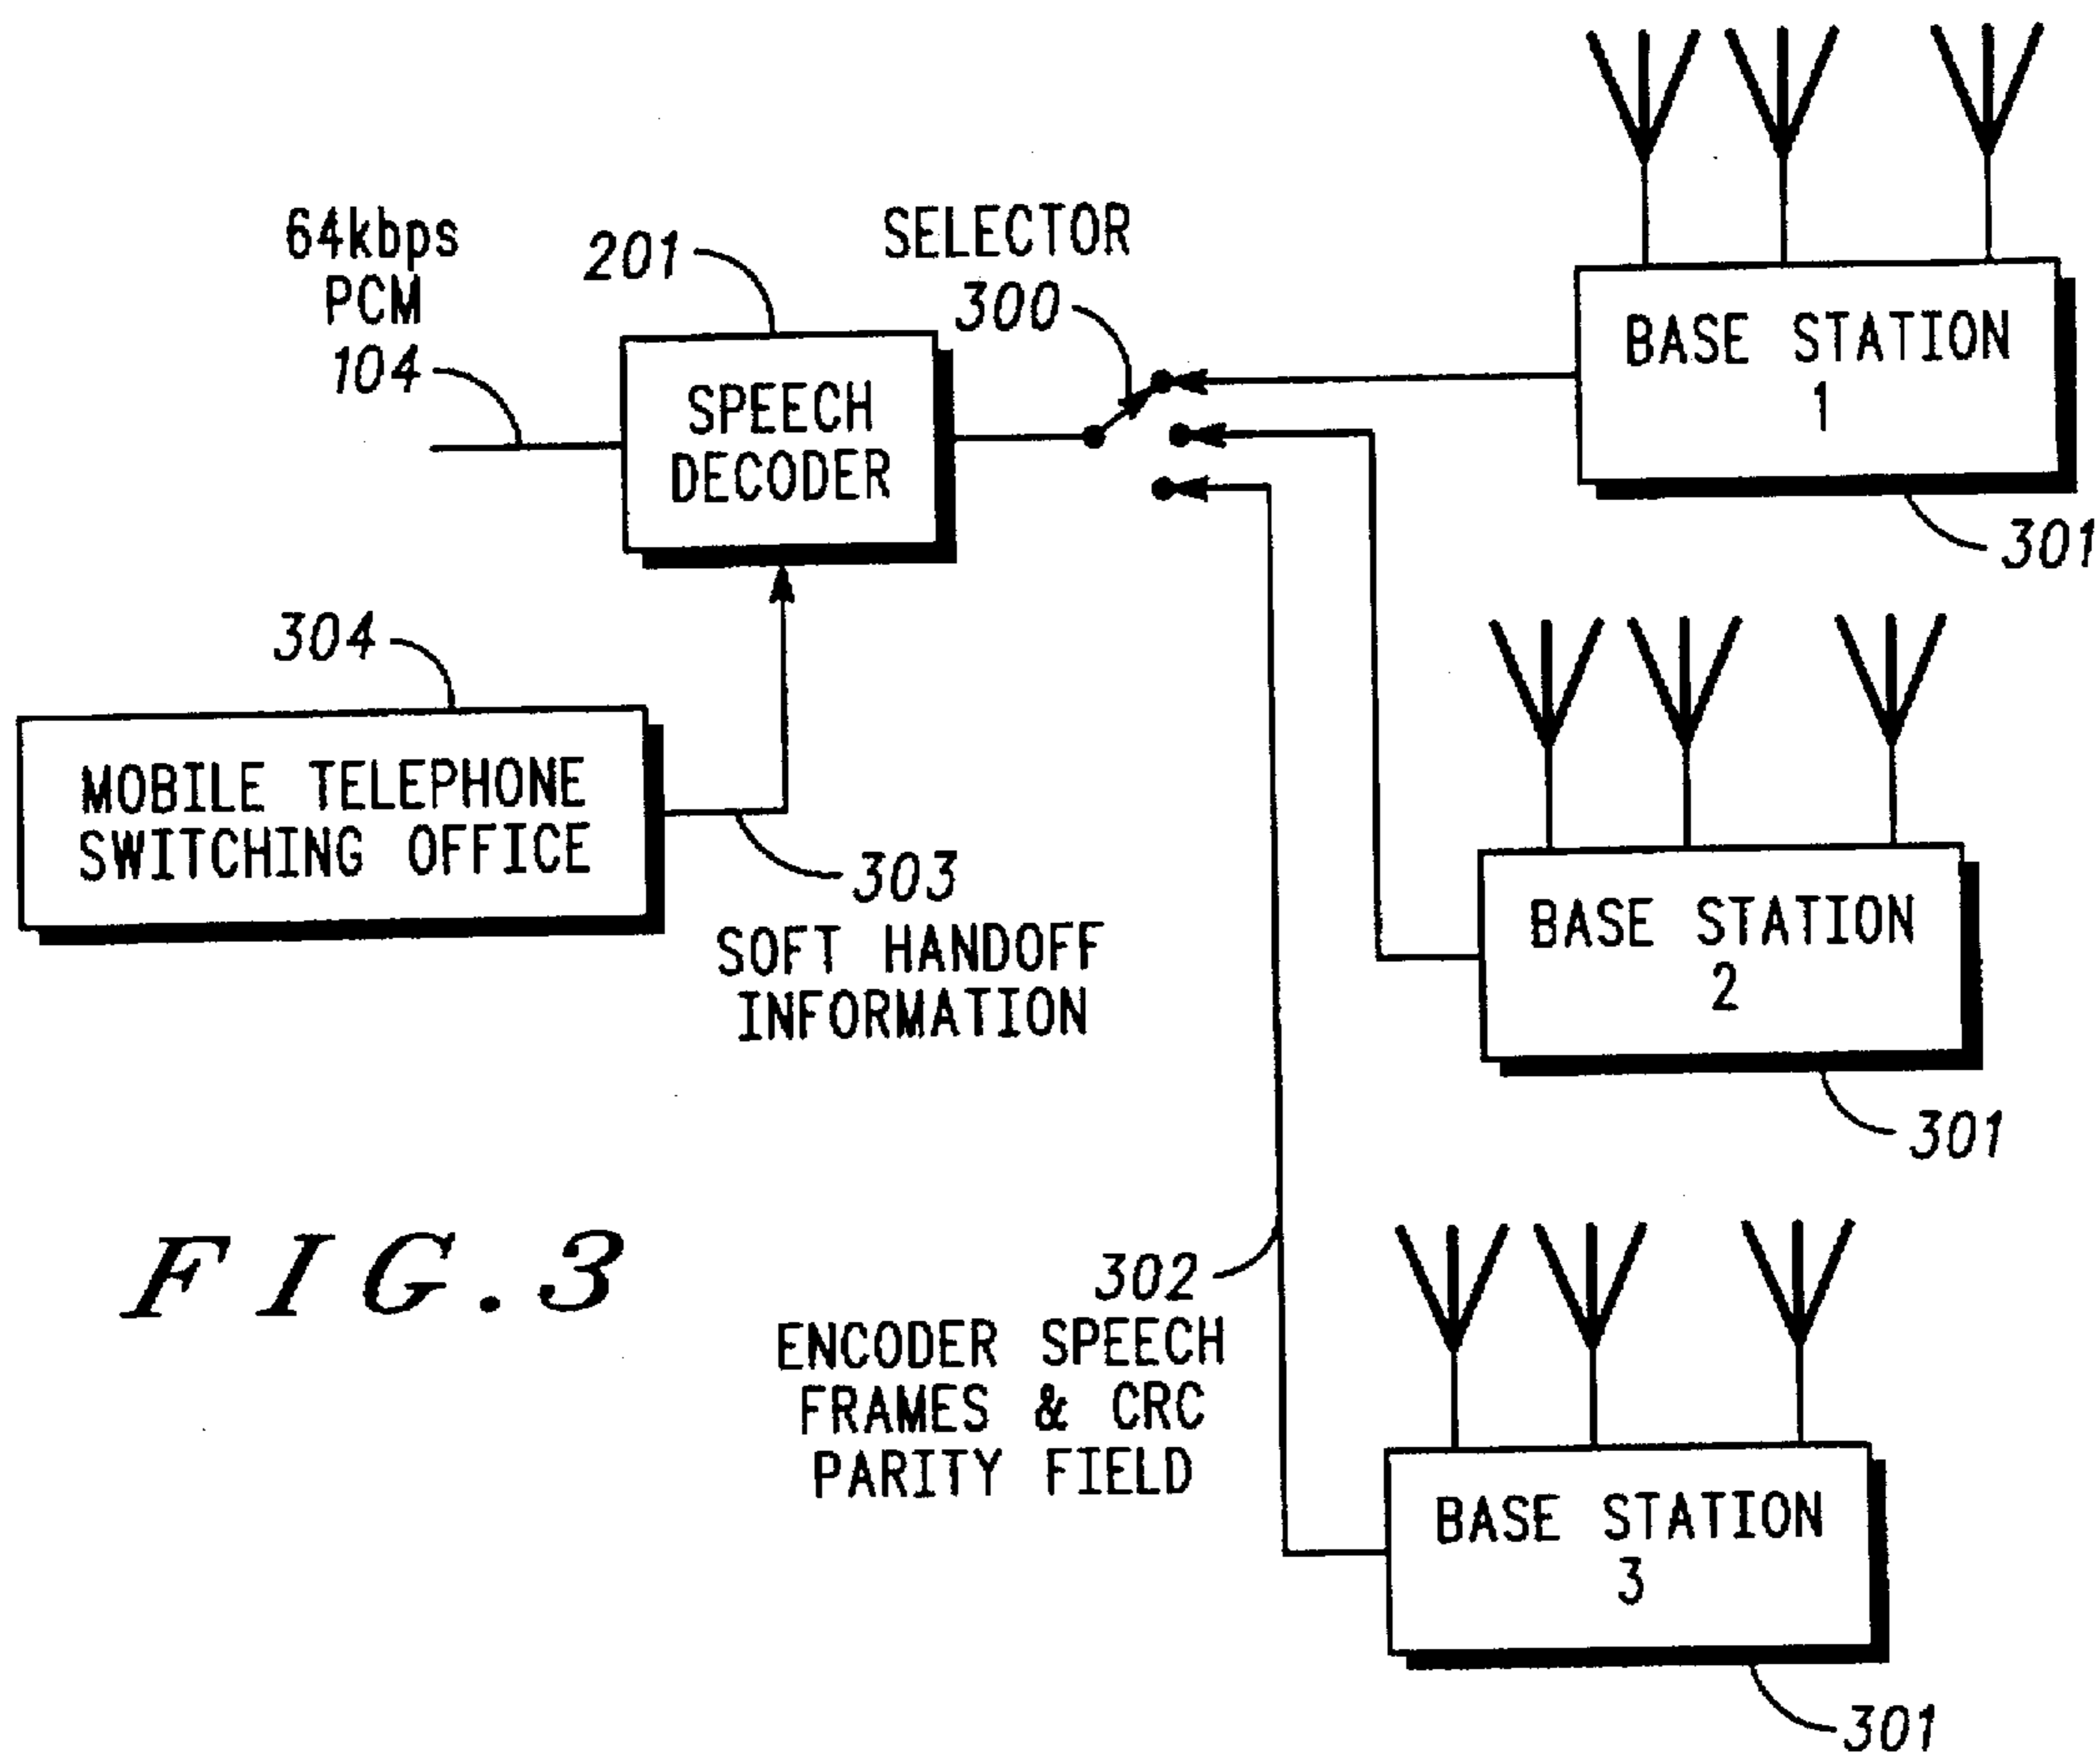 64kbps
PCM
104
201
SPEECH
DECODER
SELECTOR
300
BASE STATION
1
301
304
MOBILE TELEPHONE
SWITCHING OFFICE
303
SOFT HANDOFF
INFORMATION
BASE STATION
2
301
302
ENCODER SPEECH
FRAMES & CRC
PARITY FIELD
BASE STATION
3
301
FIG.3